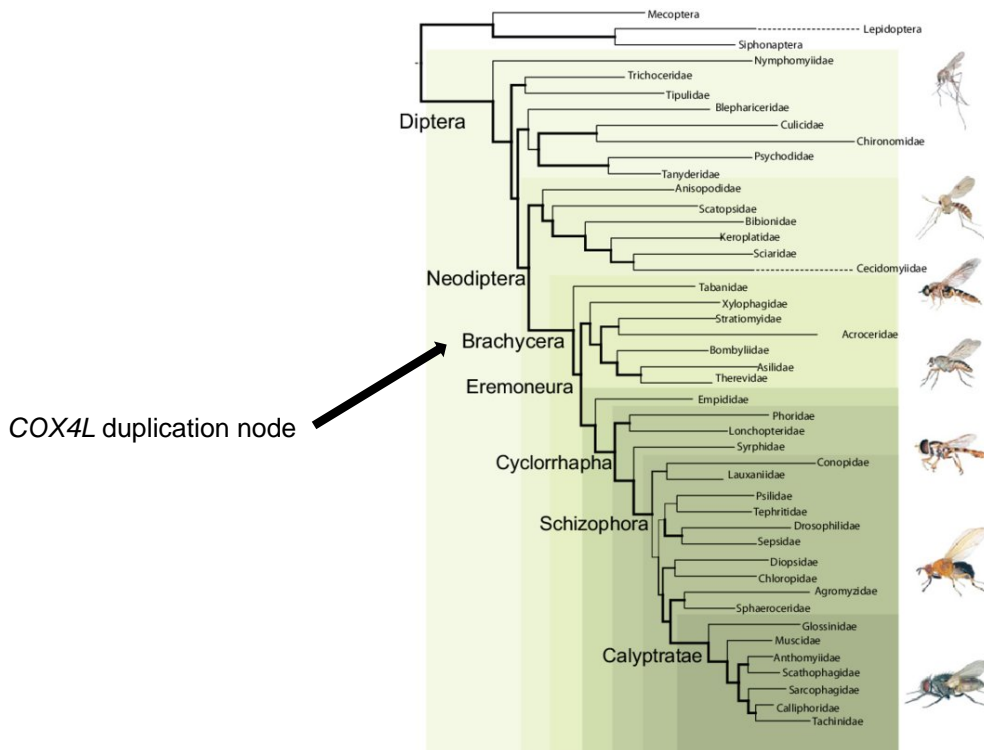 Mecoptera
Lepidoptera
Siphonaptera
Nymphomyiidae
Trichoceridae
Tipulidae
Blephariceridae
Diptera
Culicidae
Chironomidae
Psychodidae
Tanyderidae
Anisopodidae
Scatopsidae
Bibionidae
Keroplatidae
Sciaridae
Cecidomyiidae
Neodiptera
Tabanidae
Xylophagidae
Stratiomyidae
Acroceridae
Brachycera
Bombyliidae
Asilidae
Therevidae
Eremoneura
Empididae
Phoridae
COX4L duplication node
Lonchopteridae
Syrphidae
Cyclorrhapha
Conopidae
Lauxaniidae
Psilidae
Tephritidae
Schizophora
Drosophilidae
Sepsidae
Diopsidae
Chloropidae
Agromyzidae
Sphaeroceridae
Glossinidae
Muscidae
Calyptratae
Anthomyiidae
Scathophagidae
Sarcophagidae
Calliphoridae
Tachinidae